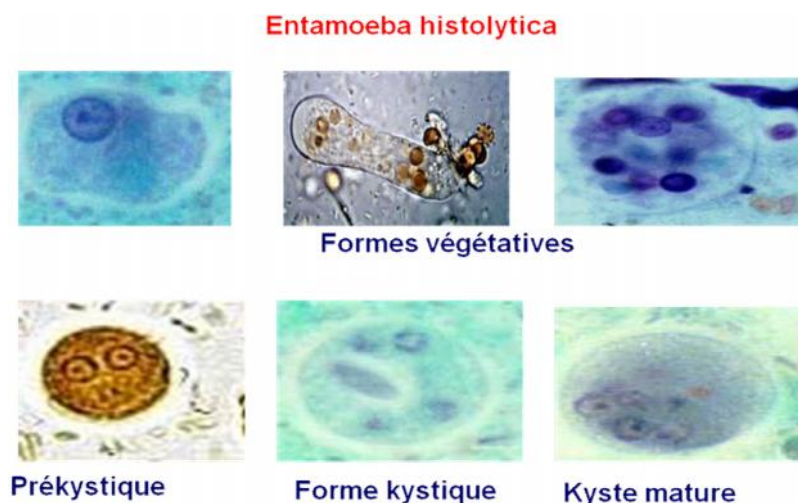 Entamoeba histolytica
Formes végétatives
Prékystique
Forme kystique
Kyste mature